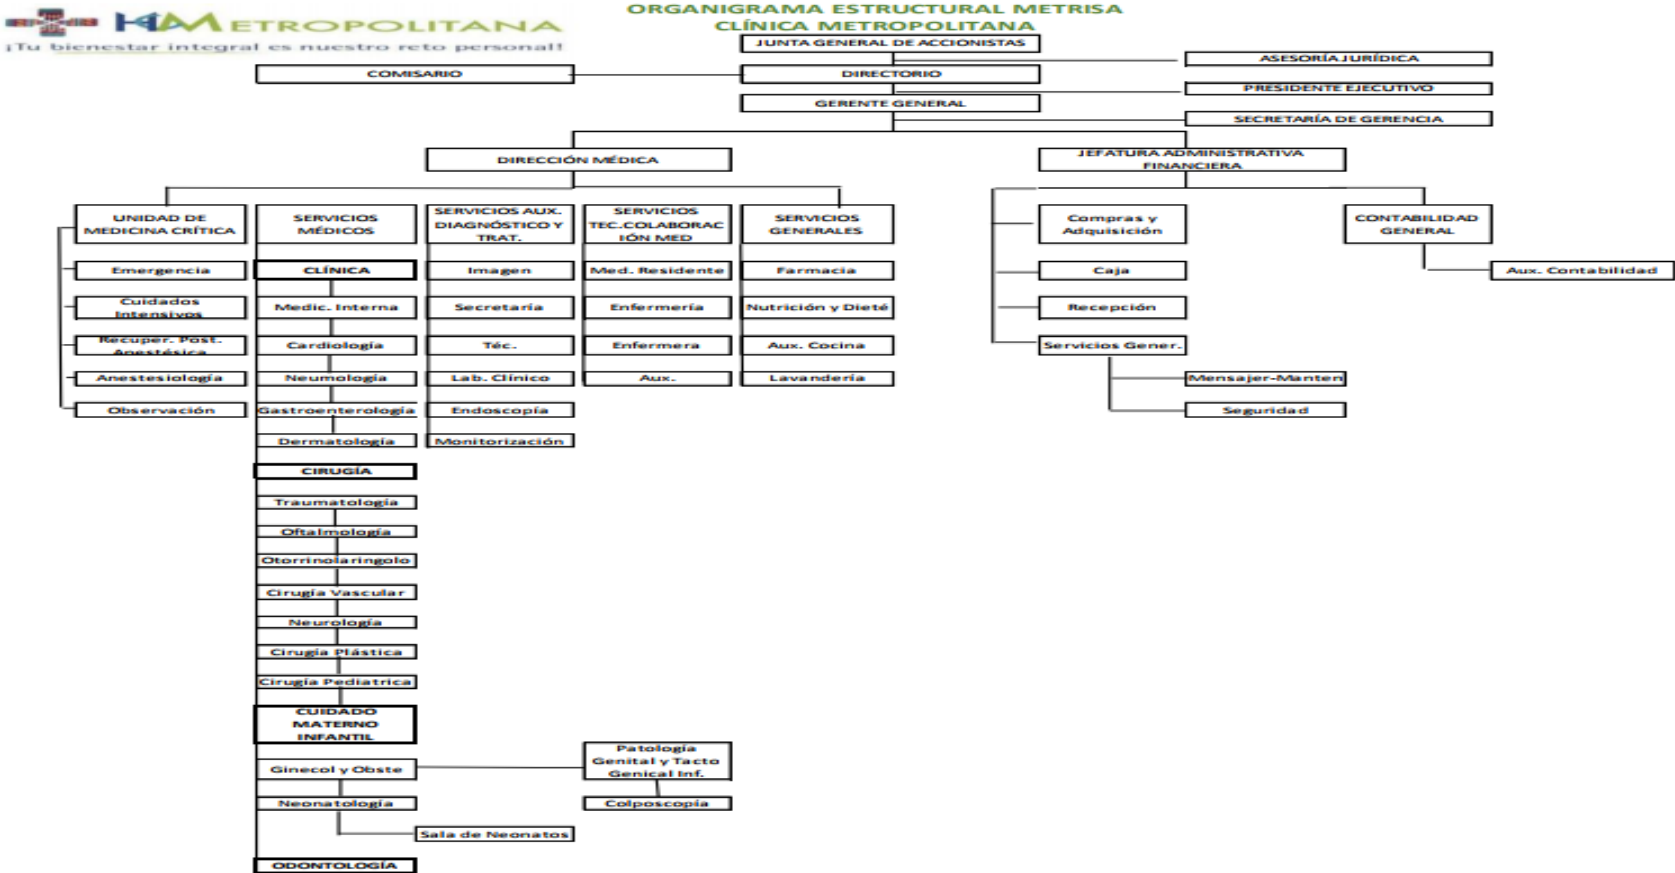 METROPOLITANA
¡Tu bienestar integral es nuestro reto personal!
ORGANIGRAMA ESTRUCTURAL METRISA
CLÍNICA METROPOLITANA
JUNTA GENERAL DE ACCIONISTAS
ASESORÍA JURÍDICA
COMISARIO
DIRECTORIO
PRESIDENTE EJECUTIVO
GERENTE GENERAL
SECRETARÍA DE GERENCIA
DIRECCIÓN MÉDICA
JEFATURA ADMINISTRATIVA
FINANCIERA
UNIDAD DE
MEDICINA CRÍTICA
SERVICIOS
MÉDICOS
SERVICIOS AUX.
DIAGNÓSTICO Y
TRAT.
SERVICIOS
TEC.COLABORAC
IÓN MED
SERVICIOS
GENERALES
Compras y
Adquisición
CONTABILIDAD
GENERAL
Emergencia
CLÍNICA
Imagen
Med. Residente
Farmacia
Caja
Aux. Contabilidad
Cuidados
Intensivos
Medic. Interna
Secretaría
Enfermería
Nutrición y Dieté
Recepción
Recuper. Post.
Anestésica
Cardiología
Téc.
Enfermera
Aux. Cocina
Servicios Gener.
Anestesiología
Neumología
Lab. Clínico
Aux.
Lavandería
Mensajer-Manten
Observación
Gastroenterología
Endoscopía
Seguridad
Dermatología
Monitorización
CIRUGÍA
Traumatología
Oftalmología
Otorrinolaringolo
Cirugía Vascular
Neurología
Cirugía Plástica
Cirugía Pediatrica
CUIDADO
MATERNO
INFANTIL
Ginecol y Obste
Patología
Genital y Tacto
Genical Inf.
Neonatología
Colposcopía
Sala de Neonatos
ODONTOLOGÍA